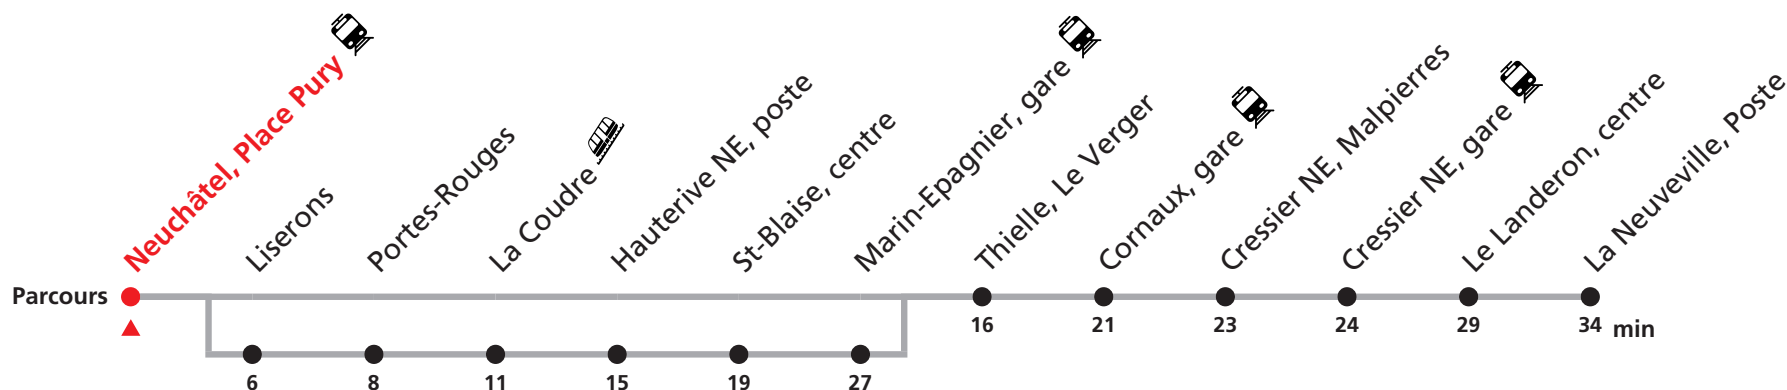 Neuchâtel, Place Pury
Liserons
Portes-Rouges
La Coudre
Hauterive NE, poste
St-Blaise, centre
Marin-Epagnier, gare
Thielle, Le Verger
Cornaux, gare
Cressier NE, Malpierres
Cressier NE, gare
Le Landeron, centre
La Neuveville, Poste
Parcours
16 21 23 24 29 34 min
6 8 11 15 19 27